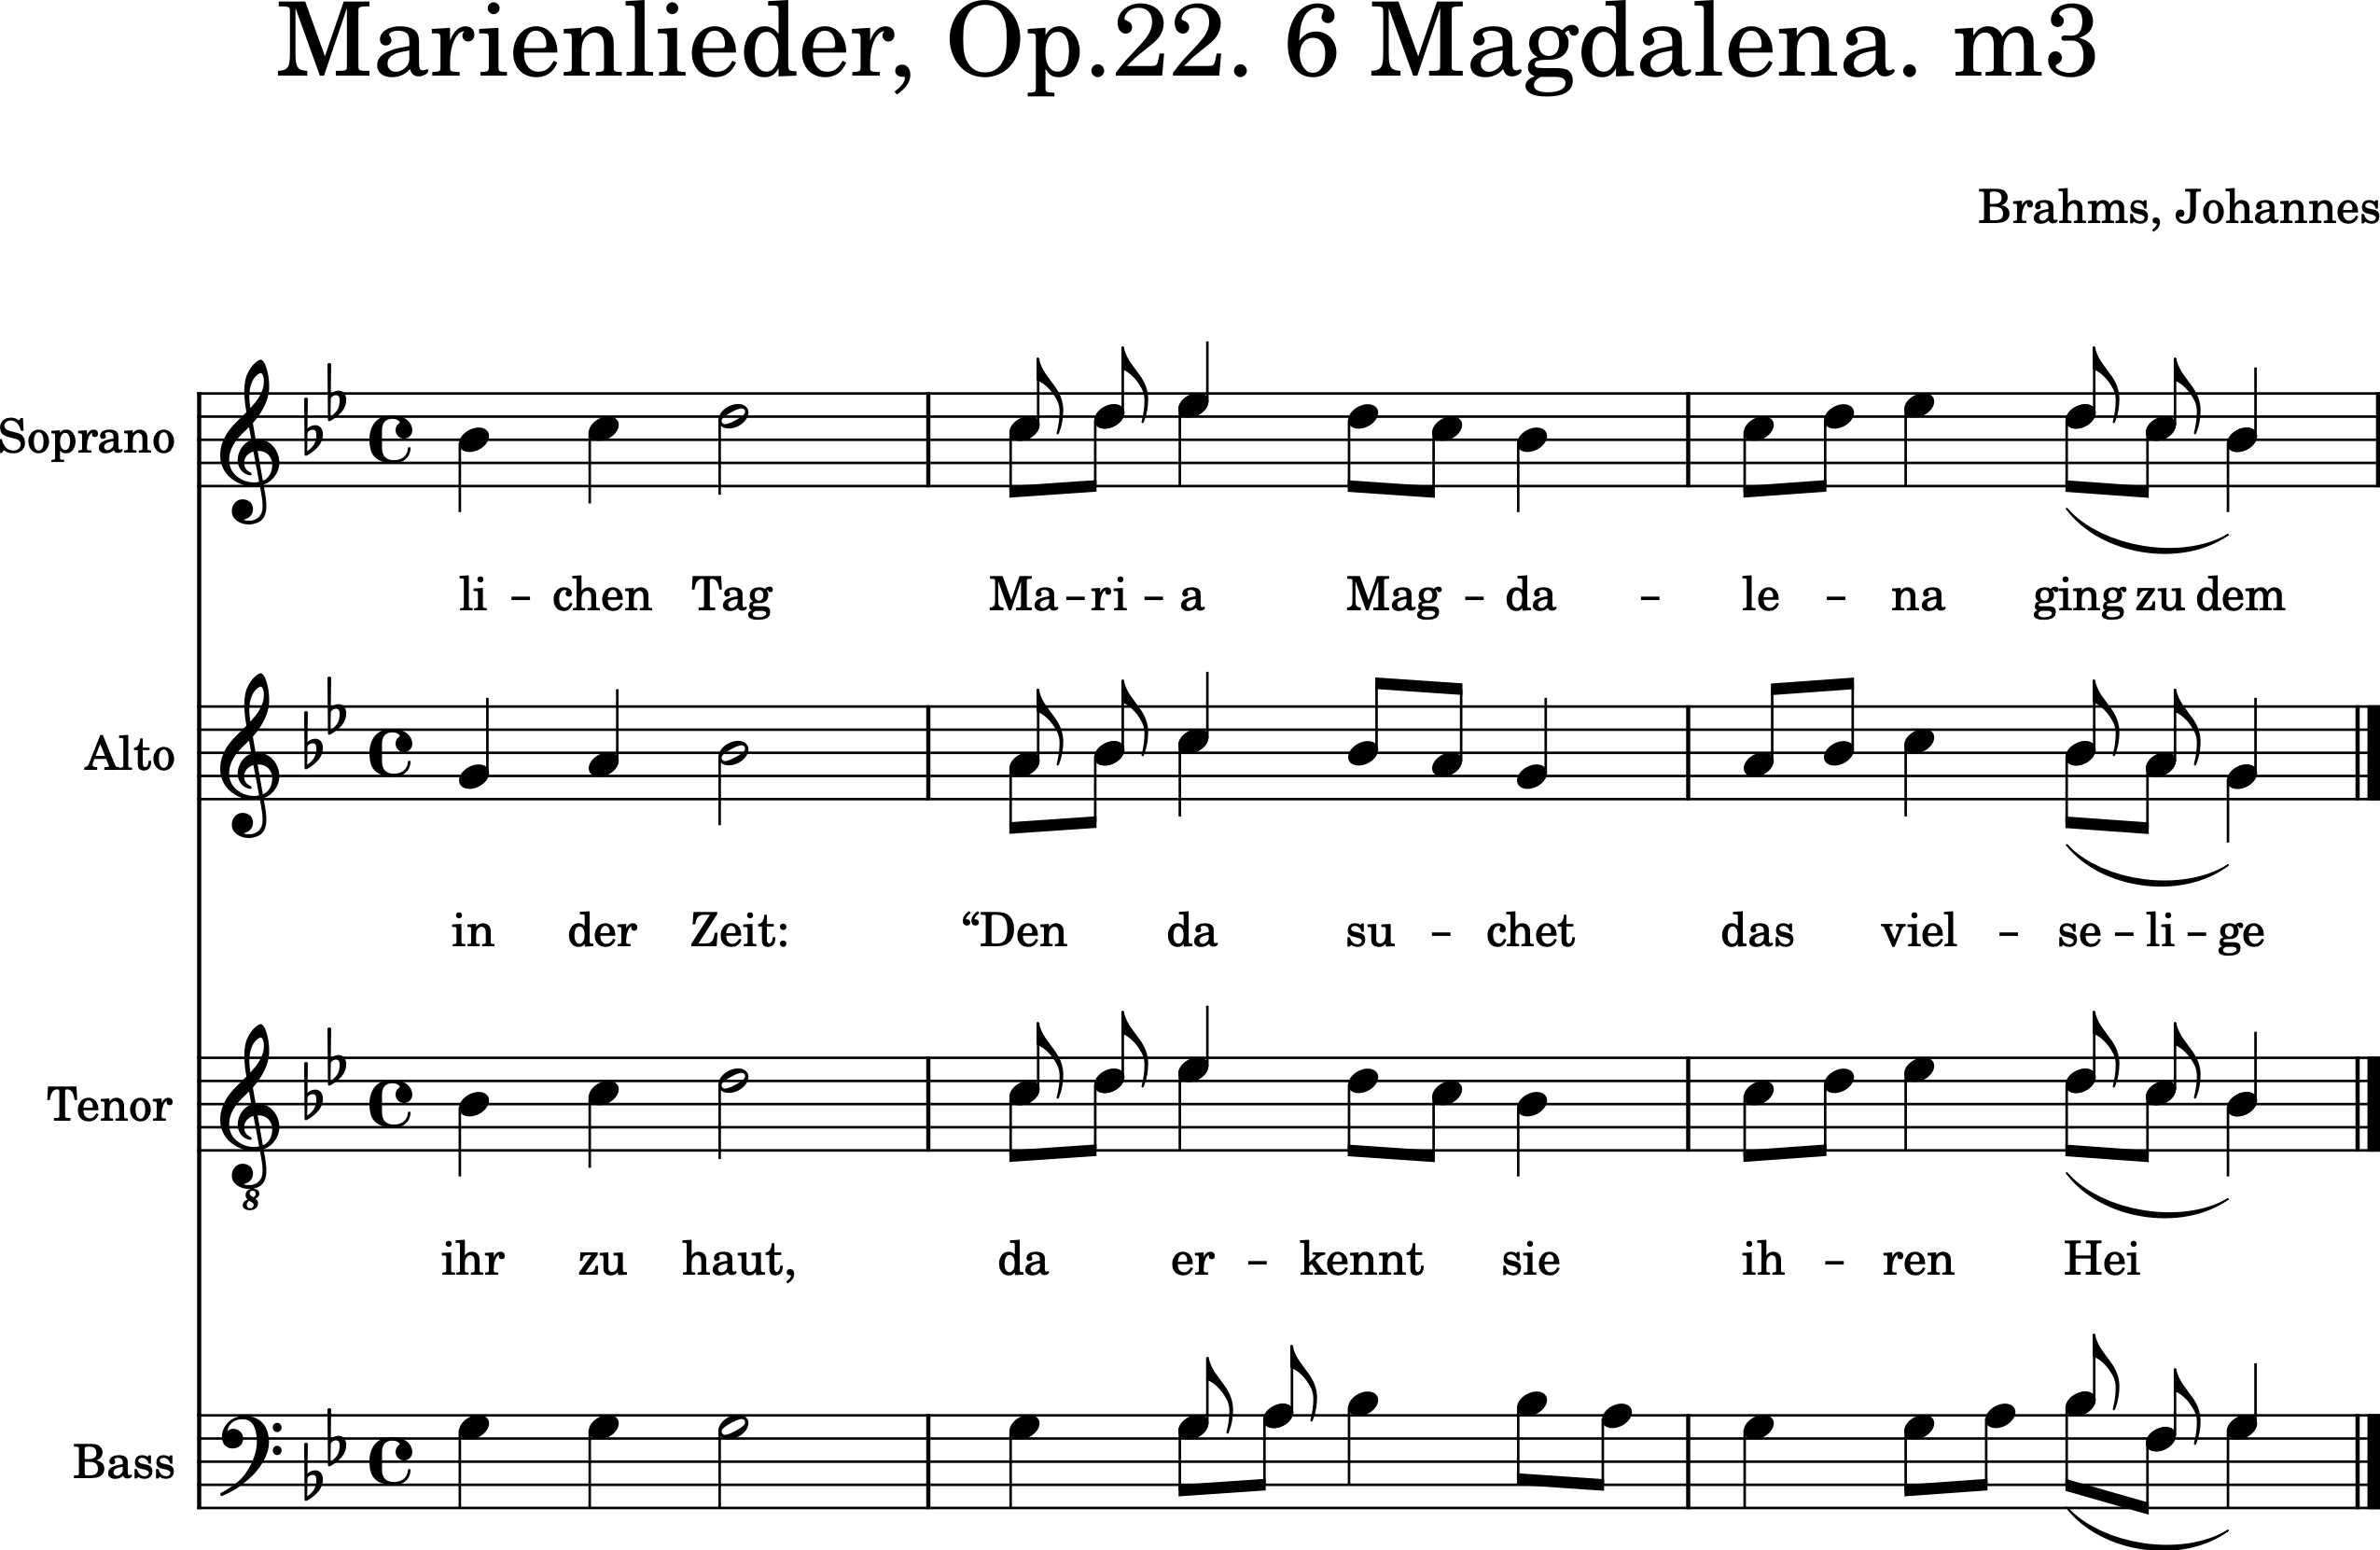 Marienlieder, Op.22. 6 Magdalena. m3
Brahms, Johannes
Soprano
li – chen Tag Ma – ri – a Mag – da – le – na ging zu dem
Alto
in der Zeit: “Den da su – chet das viel – se – li – ge
Tenor
8
ihr zu haut, da er – kennt sie ih – ren Hei
Bass